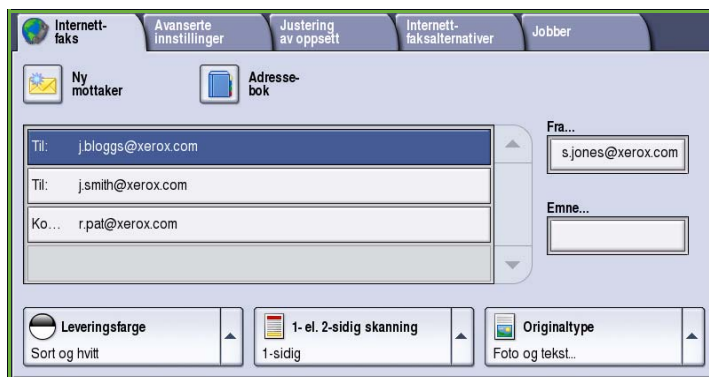 Internett-
faks
Avanserte
innstillinger
Justering
av oppsett
Internett-
faksalternativer
Jobber
Ny
mottaker
Adresse-
bok
Til: j.bloggs@xerox.com
Til: j.smith@xerox.com
Ko... r.pat@xerox.com
Fra...
s.jones@xerox.com
Emne...
Leveringsfarge
Sort og hvitt
1- el. 2-sidig skanning
1-sidig
Originaltype
Foto og tekst...